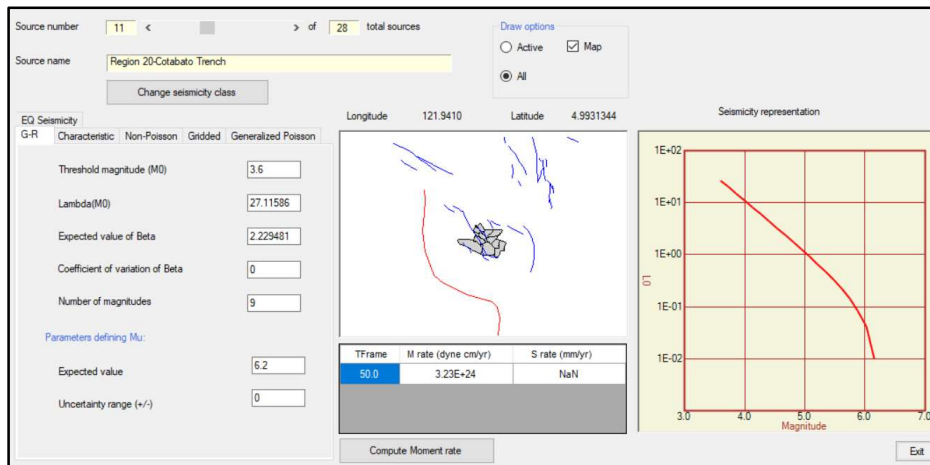 Source number 11 < > of 28 total sources
Source name Region 20-Cotabato Trench
Change seismicity class
Draw options
Active Map
All
EQ Seismicity
G-R Characteristic Non-Poisson Gridded Generalized Poisson
Threshold magnitude (M0) 3.6
Lambda(M0) 27.11586
Expected value of Beta 2.229481
Coefficient of variation of Beta 0
Number of magnitudes 9
Parameters defining Mu:
Expected value 6.2
Uncertainty range (+/-) 0
Longitude 121.9410 Latitude 4.9931344
TFrame M rate (dyne cm/yr) S rate (mm/yr)
50.0 3.23E+24 NaN
Compute Moment rate
Seismicity representation
1E+02
1E+01
1E+00
1E-01
1E-02
3.0 4.0 5.0 6.0 7.0
Magnitude
Exit